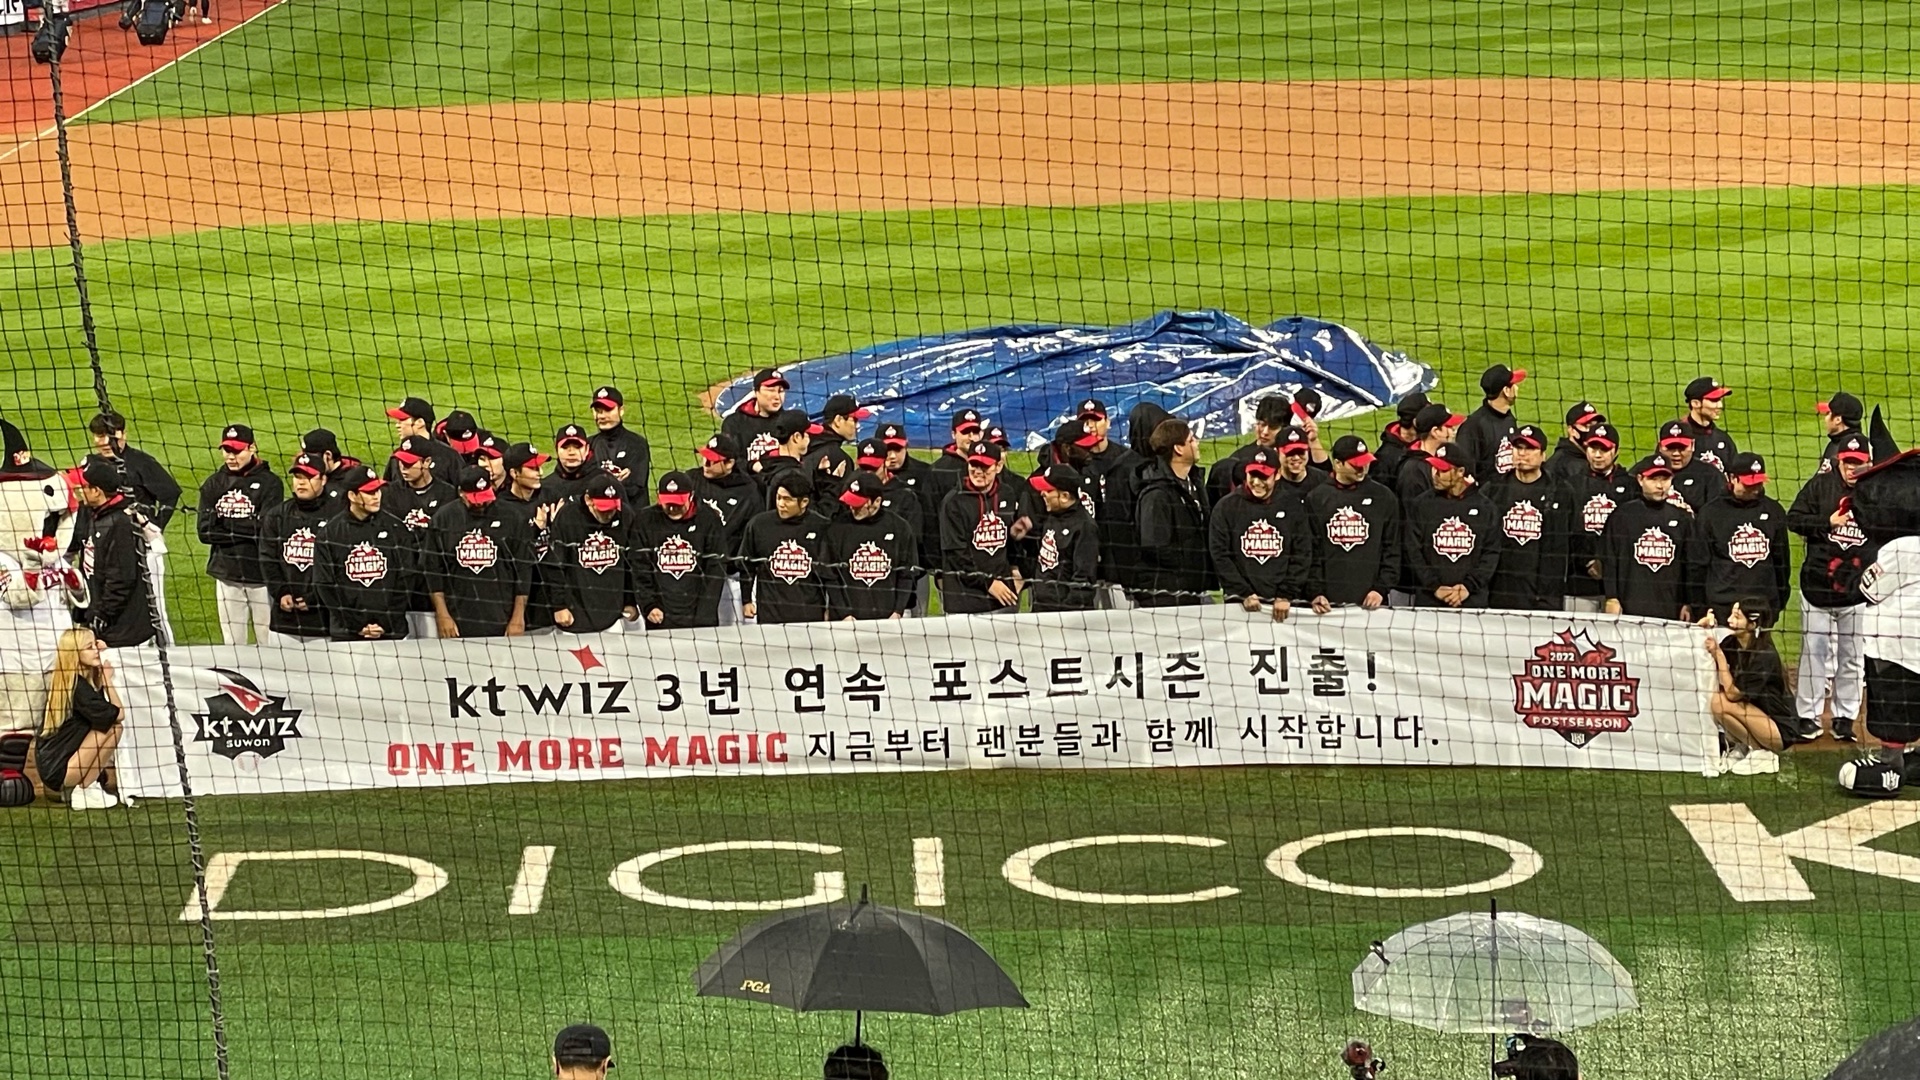 kt wiz 3년 연속 포스트시즌 진출!
ONE MORE MAGIC 지금부터 팬분들과 함께 시작합니다.
kt wiz
suwon
2022
ONE MORE
MAGIC
POSTSEASON
DIGICO K
PGA